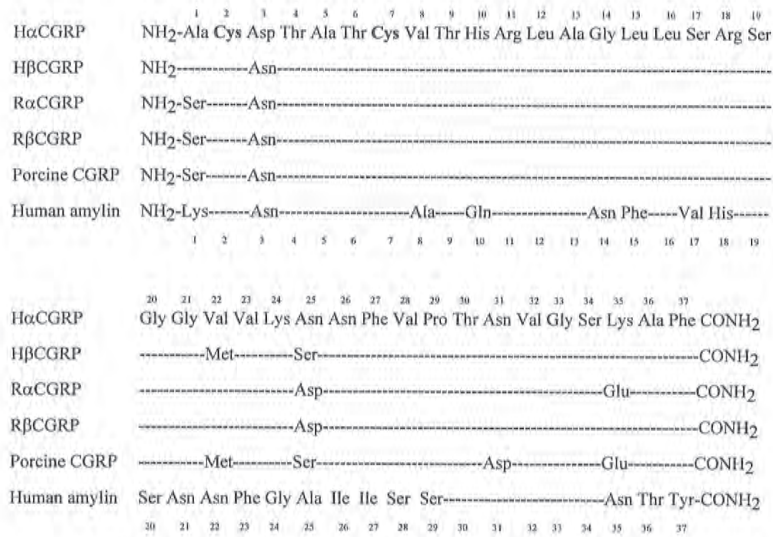 1 2 3 4 5 6 7 8 9 10 11 12 13 14 15 16 17 18 19
HαCGRP NH2-Ala Cys Asp Thr Ala Thr Cys Val Thr His Arg Leu Ala Gly Leu Leu Ser Arg Ser
HβCGRP NH2------------Asn------------------------------------------------------------
RαCGRP NH2-Ser------Asn------------------------------------------------------------
RβCGRP NH2-Ser------Asn------------------------------------------------------------
Porcine CGRP NH2-Ser------Asn------------------------------------------------------------
Human amylin NH2-Lys------Asn----------------------Ala-----Gln----------------Asn Phe-----Val His------
1 2 3 4 5 6 7 8 9 10 11 12 13 14 15 16 17 18 19
20 21 22 23 24 25 26 27 28 29 30 31 32 33 34 35 36 37
HαCGRP Gly Gly Val Val Lys Asn Asn Phe Val Pro Thr Asn Val Gly Ser Lys Ala Phe CONH2
HβCGRP ----------Met--------Ser--------------------------------------------------CONH2
RαCGRP ------------------------Asp------------------------------------Glu----------CONH2
RβCGRP ------------------------Asp--------------------------------------------------CONH2
Porcine CGRP ----------Met--------Ser----------------------Asp------------Glu----------CONH2
Human amylin Ser Asn Asn Phe Gly Ala Ile Ile Ser Ser----------------------Asn Thr Tyr-CONH2
20 21 22 23 24 25 26 27 28 29 30 31 32 33 34 35 36 37